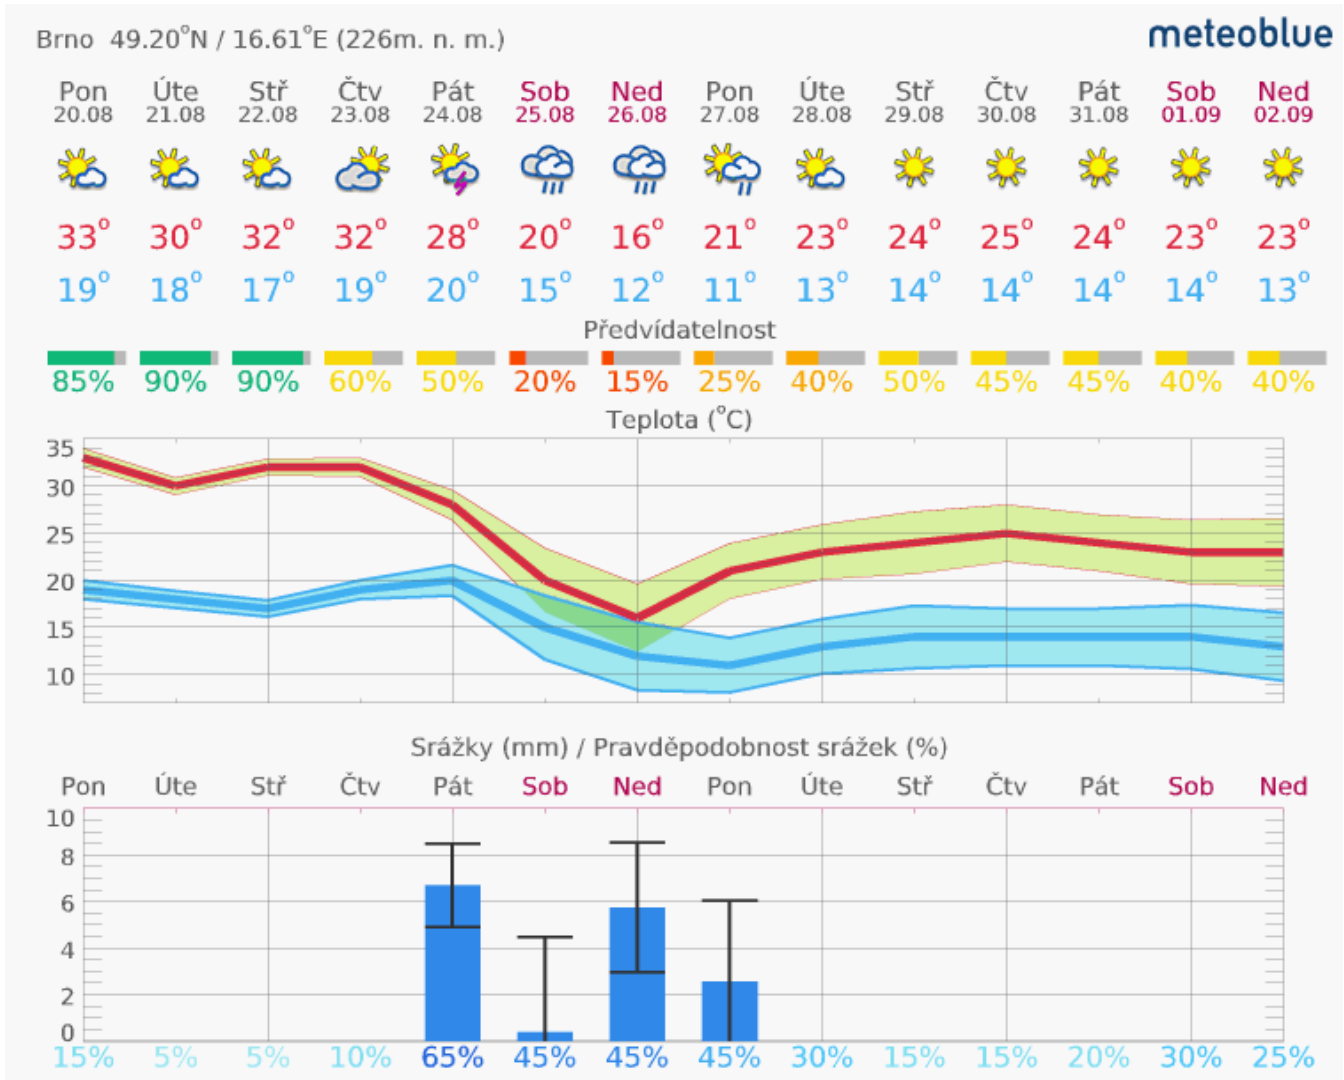 Brno 49.20°N / 16.61°E (226m. n. m.)
meteoblue
Pon Úte Stř Čtv Pát Sob Ned Pon Úte Stř Čtv Pát Sob Ned
20.08 21.08 22.08 23.08 24.08 25.08 26.08 27.08 28.08 29.08 30.08 31.08 01.09 02.09
33° 30° 32° 32° 28° 20° 16° 21° 23° 24° 25° 24° 23° 23°
19° 18° 17° 19° 20° 15° 12° 11° 13° 14° 14° 14° 14° 13°
Předvídatelnost
85% 90% 90% 60% 50% 20% 15% 25% 40% 50% 45% 45% 40% 40%
Teplota (°C)
35
30
25
20
15
10
Srážky (mm) / Pravděpodobnost srážek (%)
Pon Úte Stř Čtv Pát Sob Ned Pon Úte Stř Čtv Pát Sob Ned
10
8
6
4
2
0
15% 5% 5% 10% 65% 45% 45% 45% 30% 15% 15% 20% 30% 25%